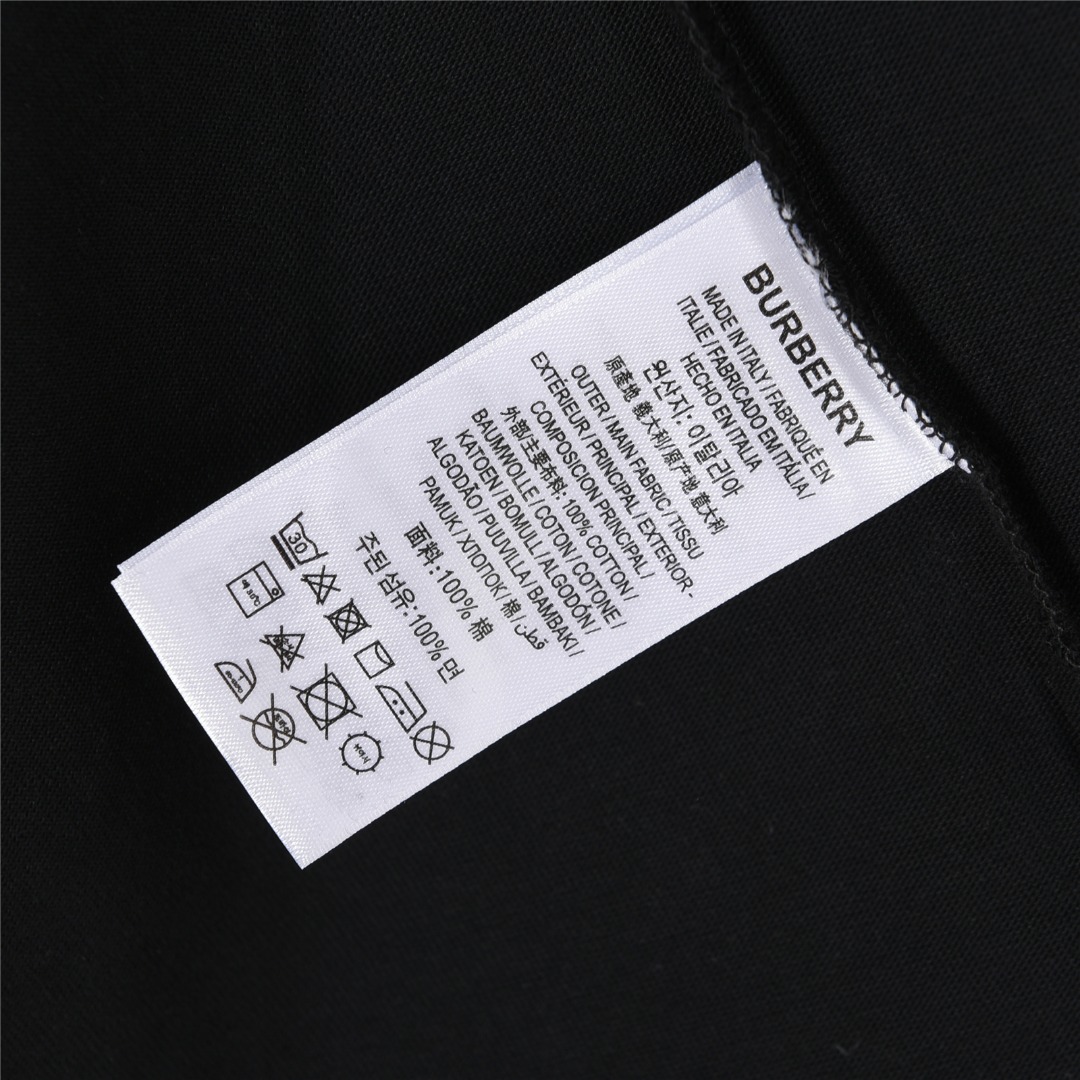 BURBERRY
MADE IN ITALY / FABRIQUÉ EN
ITALIE / FABRICADO EM ITÁLIA /
HECHO EN ITALIA
원산지: 이탈리아
原產地 意大利/原产地 意大利
OUTER / MAIN FABRIC / TISSU
EXTÉRIEUR / PRINCIPAL / EXTERIOR-
COMPOSICION PRINCIPAL /
外部/主要布料: 100% COTTON /
BAUMWOLLE / COTON / COTONE /
KATOEN / BOMULL / ALGODÓN /
ALGODÃO / PUUVILLA / BAMBAKI /
PAMUK / ХЛОПОК / 棉 / قطن
面料: 100% 棉
주된 섬유: 100% 면
30